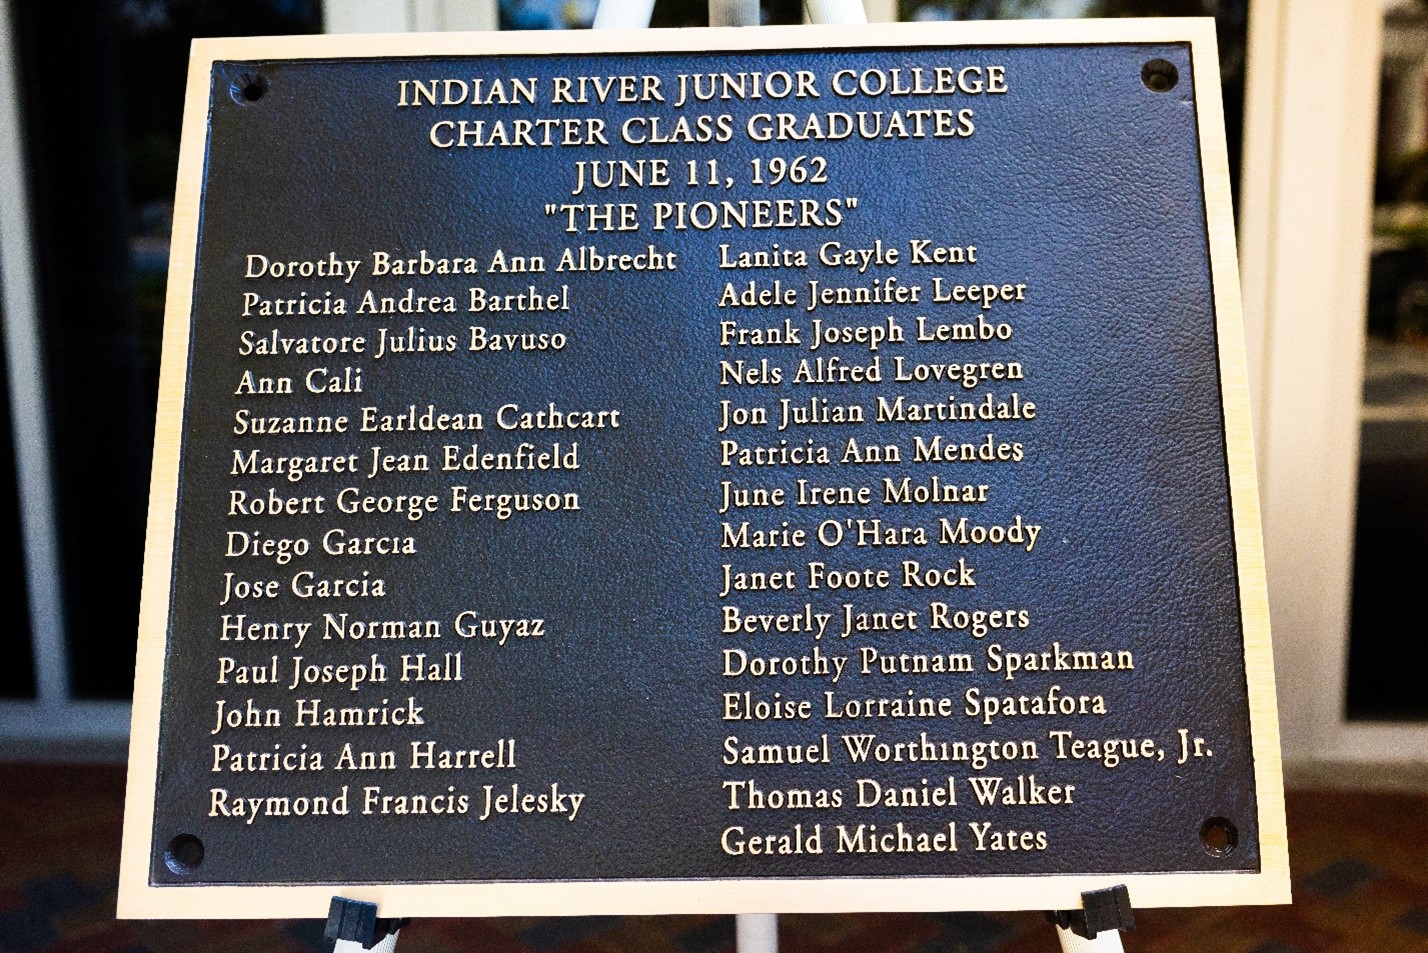 INDIAN RIVER JUNIOR COLLEGE
CHARTER CLASS GRADUATES
JUNE 11, 1962
"THE PIONEERS"
Dorothy Barbara Ann Albrecht
Patricia Andrea Barthel
Salvatore Julius Bavuso
Ann Cali
Suzanne Earldean Cathcart
Margaret Jean Edenfield
Robert George Ferguson
Diego Garcia
Jose Garcia
Henry Norman Guyaz
Paul Joseph Hall
John Hamrick
Patricia Ann Harrell
Raymond Francis Jelesky
Lanita Gayle Kent
Adele Jennifer Leeper
Frank Joseph Lembo
Nels Alfred Lovegren
Jon Julian Martindale
Patricia Ann Mendes
June Irene Molnar
Marie O'Hara Moody
Janet Foote Rock
Beverly Janet Rogers
Dorothy Putnam Sparkman
Eloise Lorraine Spatafora
Samuel Worthington Teague, Jr.
Thomas Daniel Walker
Gerald Michael Yates